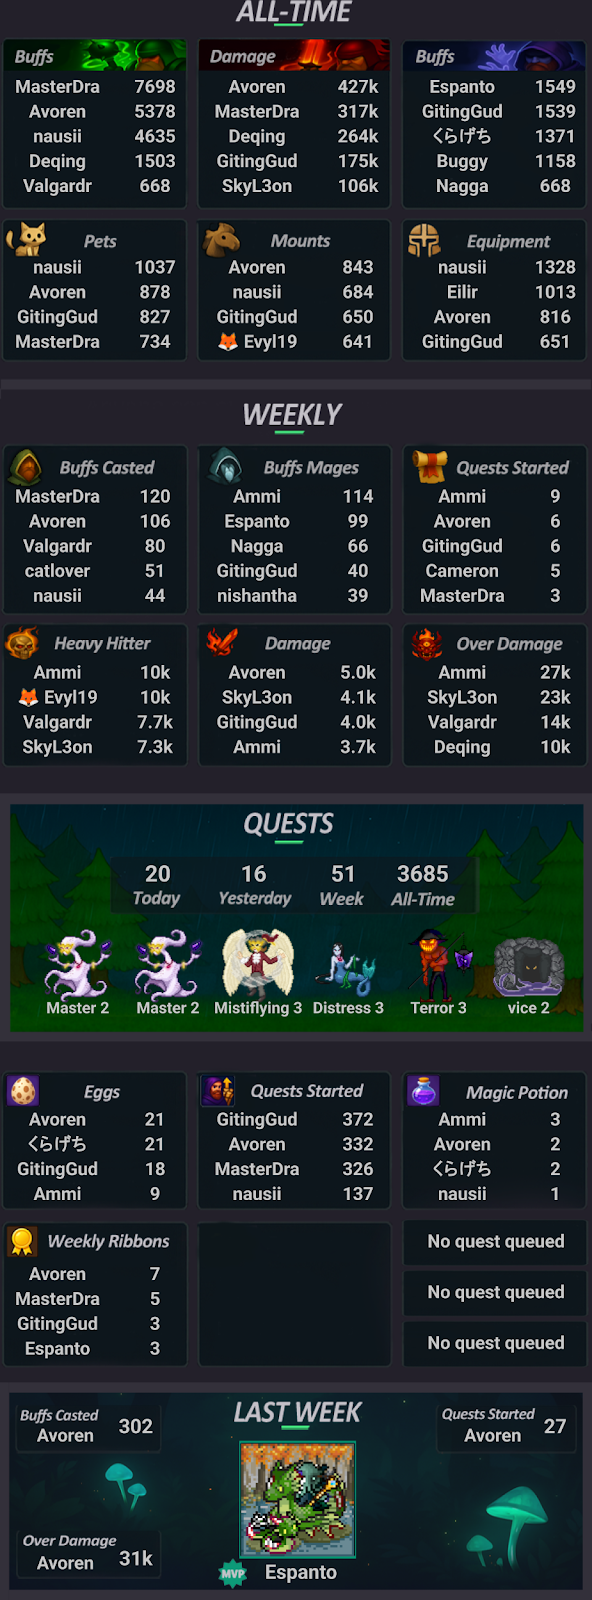 ALL-TIME
Buffs
MasterDra 7698
Avoren 5378
nausii 4635
Deqing 1503
Valgardr 668
Damage
Avoren 427k
MasterDra 317k
Deqing 264k
GitingGud 175k
SkyL3on 106k
Buffs
Espanto 1549
GitingGud 1539
くらげち 1371
Buggy 1158
Nagga 668
Pets
nausii 1037
Avoren 878
GitingGud 827
MasterDra 734
Mounts
Avoren 843
nausii 684
GitingGud 650
🦊 Evyl19 641
Equipment
nausii 1328
Eilir 1013
Avoren 816
GitingGud 651
WEEKLY
Buffs Casted
MasterDra 120
Avoren 106
Valgardr 80
catlover 51
nausii 44
Buffs Mages
Ammi 114
Espanto 99
Nagga 66
GitingGud 40
nishantha 39
Quests Started
Ammi 9
Avoren 6
GitingGud 6
Cameron 5
MasterDra 3
Heavy Hitter
Ammi 10k
🦊 Evyl19 10k
Valgardr 7.7k
SkyL3on 7.3k
Damage
Avoren 5.0k
SkyL3on 4.1k
GitingGud 4.0k
Ammi 3.7k
Over Damage
Ammi 27k
SkyL3on 23k
Valgardr 14k
Deqing 10k
QUESTS
20 16 51 3685
Today Yesterday Week All-Time
Master 2 Master 2 Mistiflying 3 Distress 3 Terror 3 vice 2
Eggs
Avoren 21
くらげち 21
GitingGud 18
Ammi 9
Quests Started
GitingGud 372
Avoren 332
MasterDra 326
nausii 137
Magic Potion
Ammi 3
Avoren 2
くらげち 2
nausii 1
Weekly Ribbons
Avoren 7
MasterDra 5
GitingGud 3
Espanto 3
No quest queued
No quest queued
No quest queued
LAST WEEK
Buffs Casted
Avoren 302
Quests Started
Avoren 27
Over Damage
Avoren 31k
MVP Espanto